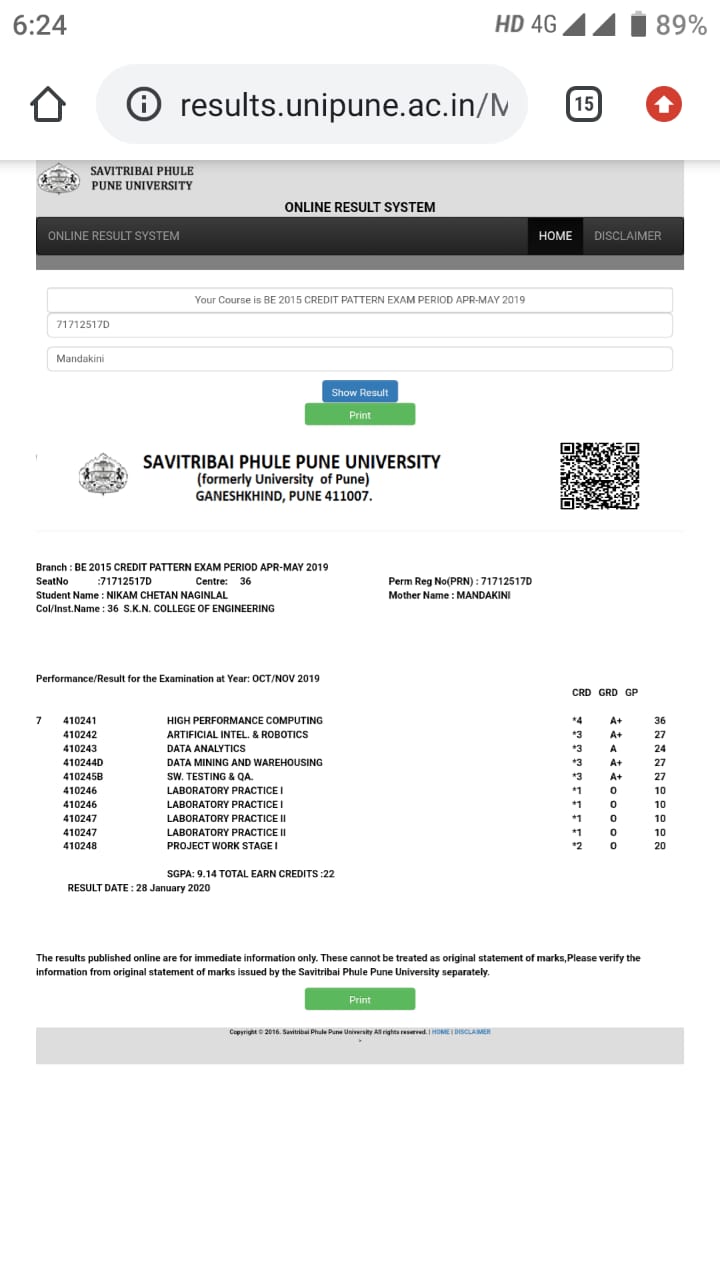 6:24 HD 4G 89%
results.unipune.ac.in/M 15
SAVITRIBAI PHULE
PUNE UNIVERSITY
ONLINE RESULT SYSTEM
ONLINE RESULT SYSTEM HOME DISCLAIMER
Your Course is BE 2015 CREDIT PATTERN EXAM PERIOD APR-MAY 2019
71712517D
Mandakini
Show Result
Print
SAVITRIBAI PHULE PUNE UNIVERSITY
(formerly University of Pune)
GANESHKHIND, PUNE 411007.
Branch : BE 2015 CREDIT PATTERN EXAM PERIOD APR-MAY 2019
SeatNo :71712517D Centre: 36 Perm Reg No(PRN) : 71712517D
Student Name : NIKAM CHETAN NAGINLAL Mother Name : MANDAKINI
Col/Inst.Name : 36 S.K.N. COLLEGE OF ENGINEERING
Performance/Result for the Examination at Year: OCT/NOV 2019
CRD GRD GP
7 410241 HIGH PERFORMANCE COMPUTING *4 A+ 36
410242 ARTIFICIAL INTEL. & ROBOTICS *3 A+ 27
410243 DATA ANALYTICS *3 A 24
410244D DATA MINING AND WAREHOUSING *3 A+ 27
410245B SW. TESTING & QA. *3 A+ 27
410246 LABORATORY PRACTICE I *1 O 10
410246 LABORATORY PRACTICE I *1 O 10
410247 LABORATORY PRACTICE II *1 O 10
410247 LABORATORY PRACTICE II *1 O 10
410248 PROJECT WORK STAGE I *2 O 20
SGPA: 9.14 TOTAL EARN CREDITS :22
RESULT DATE : 28 January 2020
The results published online are for immediate information only. These cannot be treated as original statement of marks,Please verify the
information from original statement of marks issued by the Savitribai Phule Pune University separately.
Print
Copyright © 2016. Savitribai Phule Pune University All rights reserved. | HOME | DISCLAIMER
>